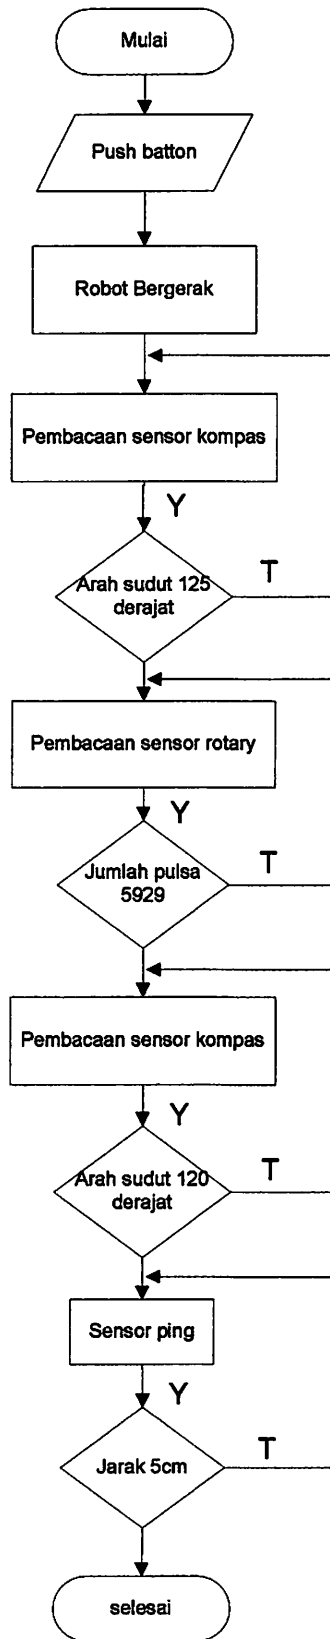 Mulai
Push batton
Robot Bergerak
Pembacaan sensor kompas
Y
Arah sudut 125
derajat
T
Pembacaan sensor rotary
Y
Jumlah pulsa
5929
T
Pembacaan sensor kompas
Y
Arah sudut 120
derajat
T
Sensor ping
Y
Jarak 5cm
T
selesai